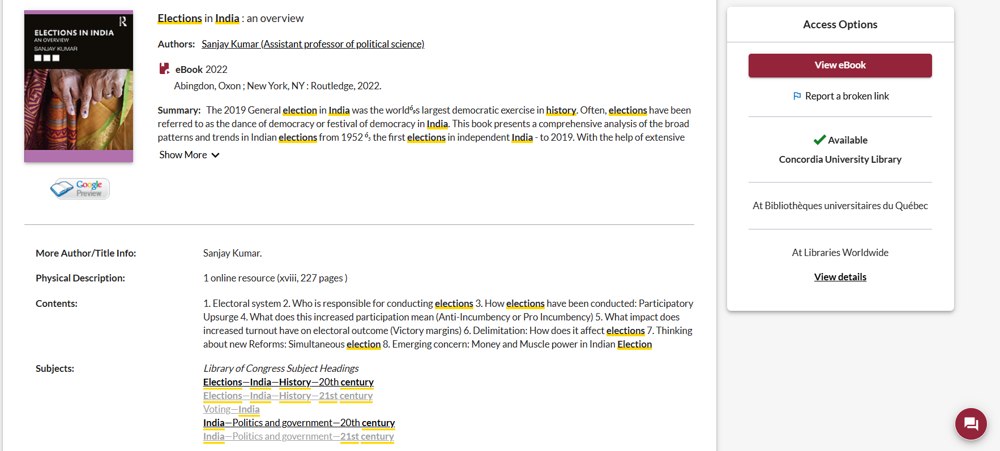 ELECTIONS IN INDIA
AN OVERVIEW
SANJAY KUMAR
R
Google
Preview
Elections in India : an overview
Authors: Sanjay Kumar (Assistant professor of political science)
eBook 2022
Abingdon, Oxon ; New York, NY : Routledge, 2022.
Summary: The 2019 General election in India was the world⁶₉s largest democratic exercise in history. Often, elections have been
referred to as the dance of democracy or festival of democracy in India. This book presents a comprehensive analysis of the broad
patterns and trends in Indian elections from 1952 ⁶₃ the first elections in independent India - to 2019. With the help of extensive
Show More
More Author/Title Info: Sanjay Kumar.
Physical Description: 1 online resource (xviii, 227 pages )
Contents: 1. Electoral system 2. Who is responsible for conducting elections 3. How elections have been conducted: Participatory
Upsurge 4. What does this increased participation mean (Anti-Incumbency or Pro Incumbency) 5. What impact does
increased turnout have on electoral outcome (Victory margins) 6. Delimitation: How does it affect elections 7. Thinking
about new Reforms: Simultaneous election 8. Emerging concern: Money and Muscle power in Indian Election
Subjects: Library of Congress Subject Headings
Elections—India—History—20th century
Elections—India—History—21st century
Voting—India
India—Politics and government—20th century
India—Politics and government—21st century
Access Options
View eBook
Report a broken link
Available
Concordia University Library
At Bibliothèques universitaires du Québec
At Libraries Worldwide
View details